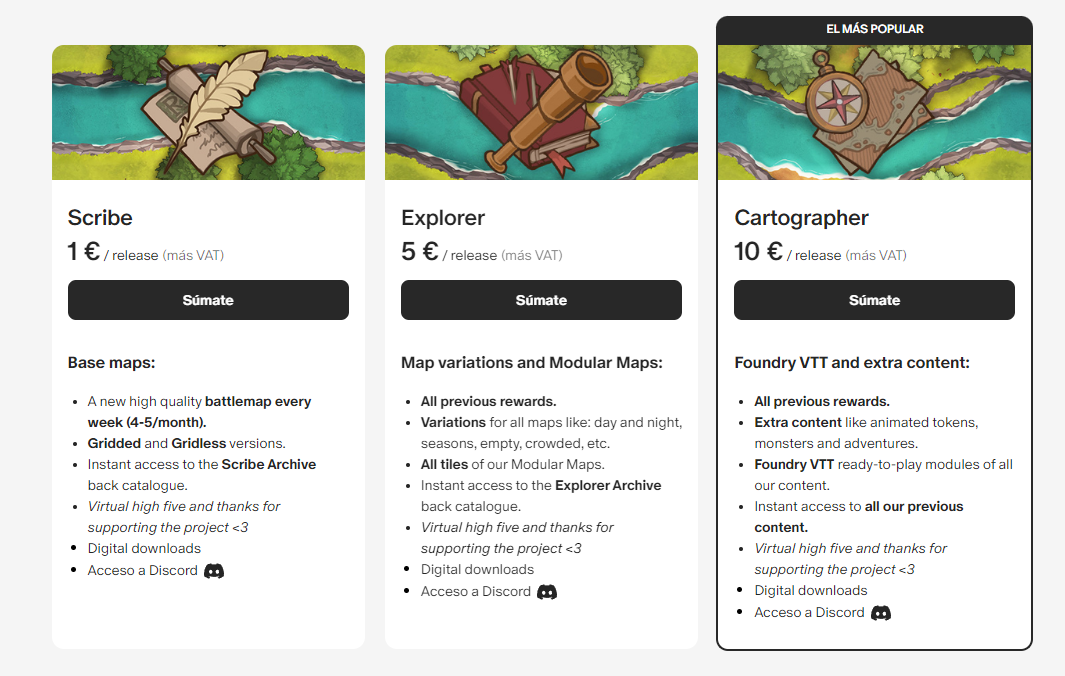 Scribe
1 € / release (más VAT)
Súmate
Base maps:
A new high quality battlemap every
week (4-5/month).
Gridded and Gridless versions.
Instant access to the Scribe Archive
back catalogue.
Virtual high five and thanks for
supporting the project <3
Digital downloads
Acceso a Discord
Explorer
5 € / release (más VAT)
Súmate
Map variations and Modular Maps:
All previous rewards.
Variations for all maps like: day and night,
seasons, empty, crowded, etc.
All tiles of our Modular Maps.
Instant access to the Explorer Archive
back catalogue.
Virtual high five and thanks for
supporting the project <3
Digital downloads
Acceso a Discord
EL MÁS POPULAR
Cartographer
10 € / release (más VAT)
Súmate
Foundry VTT and extra content:
All previous rewards.
Extra content like animated tokens,
monsters and adventures.
Foundry VTT ready-to-play modules of all
our content.
Instant access to all our previous
content.
Virtual high five and thanks for
supporting the project <3
Digital downloads
Acceso a Discord